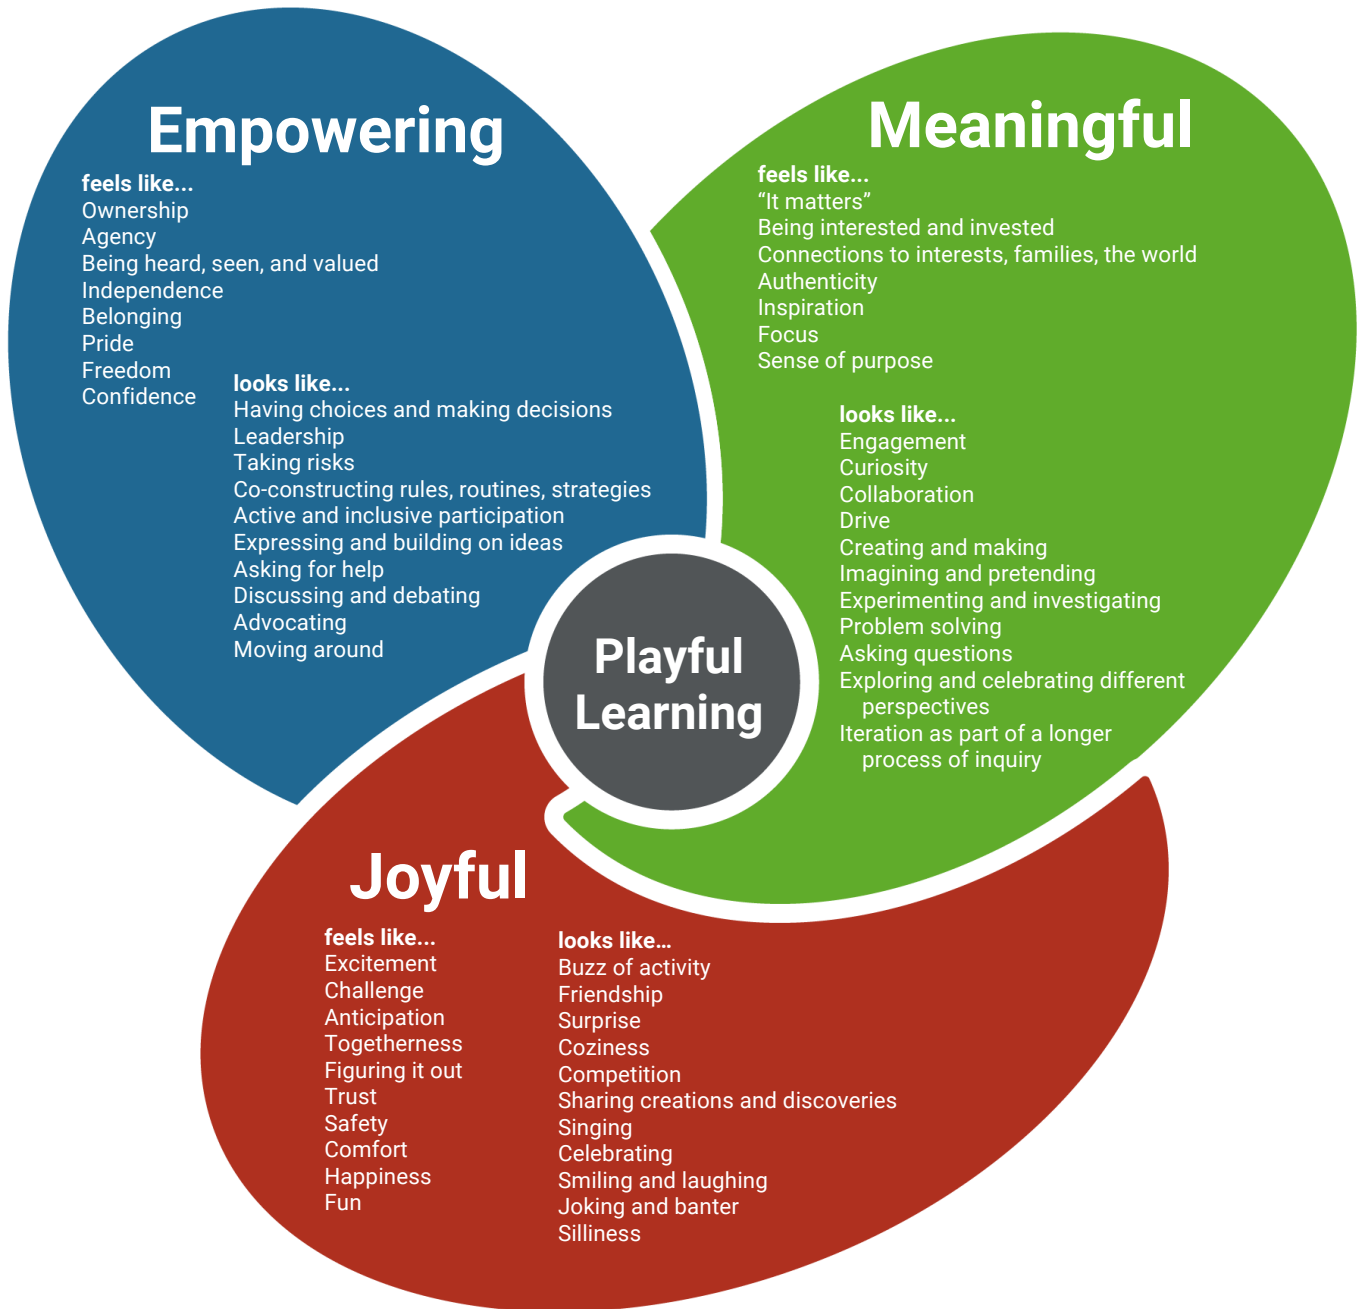 Empowering
feels like...
Ownership
Agency
Being heard, seen, and valued
Independence
Belonging
Pride
Freedom
Confidence
looks like...
Having choices and making decisions
Leadership
Taking risks
Co-constructing rules, routines, strategies
Active and inclusive participation
Expressing and building on ideas
Asking for help
Discussing and debating
Advocating
Moving around
Meaningful
feels like...
“It matters”
Being interested and invested
Connections to interests, families, the world
Authenticity
Inspiration
Focus
Sense of purpose
looks like...
Engagement
Curiosity
Collaboration
Drive
Creating and making
Imagining and pretending
Experimenting and investigating
Problem solving
Asking questions
Exploring and celebrating different
perspectives
Iteration as part of a longer
process of inquiry
Playful
Learning
Joyful
feels like...
Excitement
Challenge
Anticipation
Togetherness
Figuring it out
Trust
Safety
Comfort
Happiness
Fun
looks like...
Buzz of activity
Friendship
Surprise
Coziness
Competition
Sharing creations and discoveries
Singing
Celebrating
Smiling and laughing
Joking and banter
Silliness